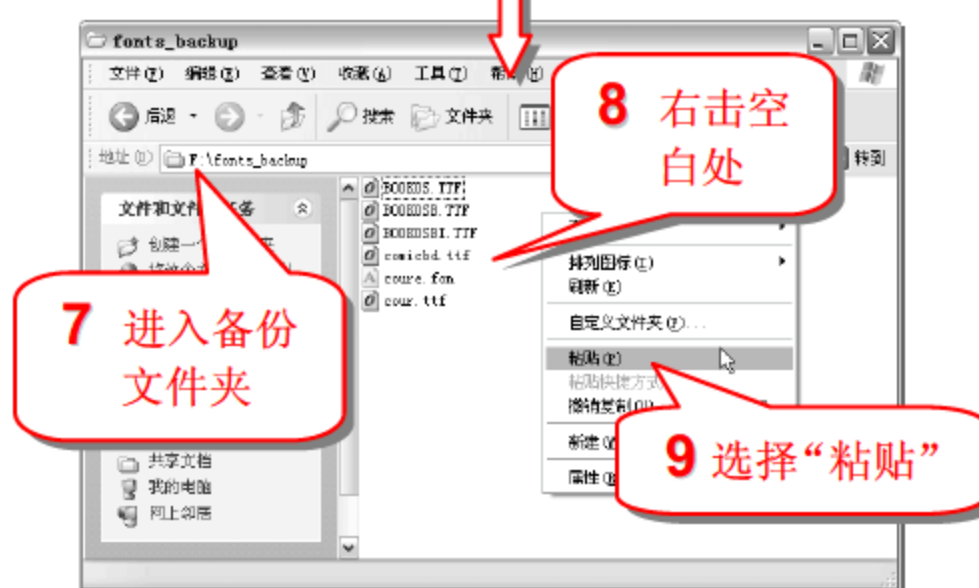 fonts_backup
文件(F) 编辑(E) 查看(V) 收藏(A) 工具(T)
后退 搜索 文件夹
地址(D) F:\fonts_backup 转到
8 右击空
白处
文件和文件
BOOKOS.TTF
BOOKOSB.TTF
BOOKOSBI.TTF
comicbd.ttf
coure.fon
cour.ttf
创建一个
7 进入备份
文件夹
共享文档
我的电脑
网上邻居
排列图标(I)
刷新(E)
自定义文件夹(F)...
粘贴(P)
粘贴快捷方式
撤销复制(U)
新建(W)
属性(R)
9 选择“粘贴”